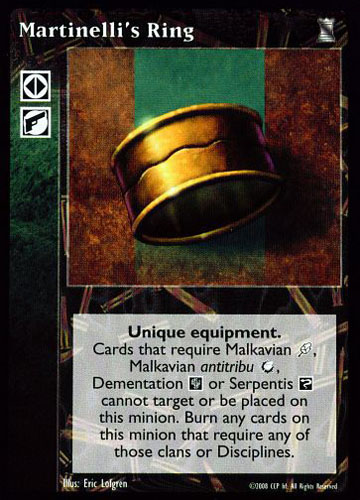 Martinelli's Ring
Unique equipment.
Cards that require Malkavian ,
Malkavian antitribu ,
Dementation or Serpentis
cannot target or be placed on
this minion. Burn any cards on
this minion that require any of
those clans or Disciplines.
Illus: Eric Lofgren
©2008 CCP hf. All Rights Reserved